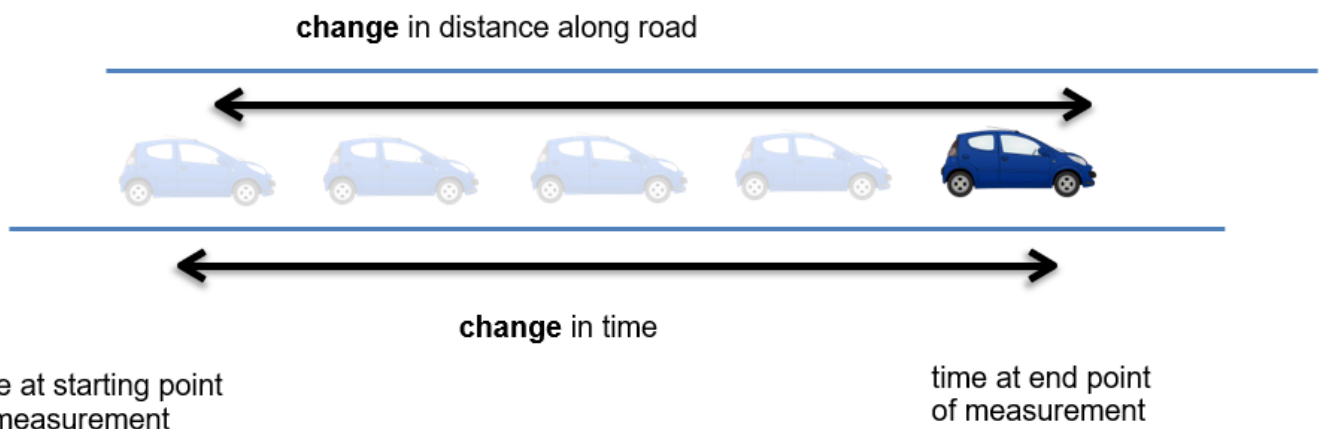 change in distance along road
change in time
e at starting point
measurement
time at end point
of measurement